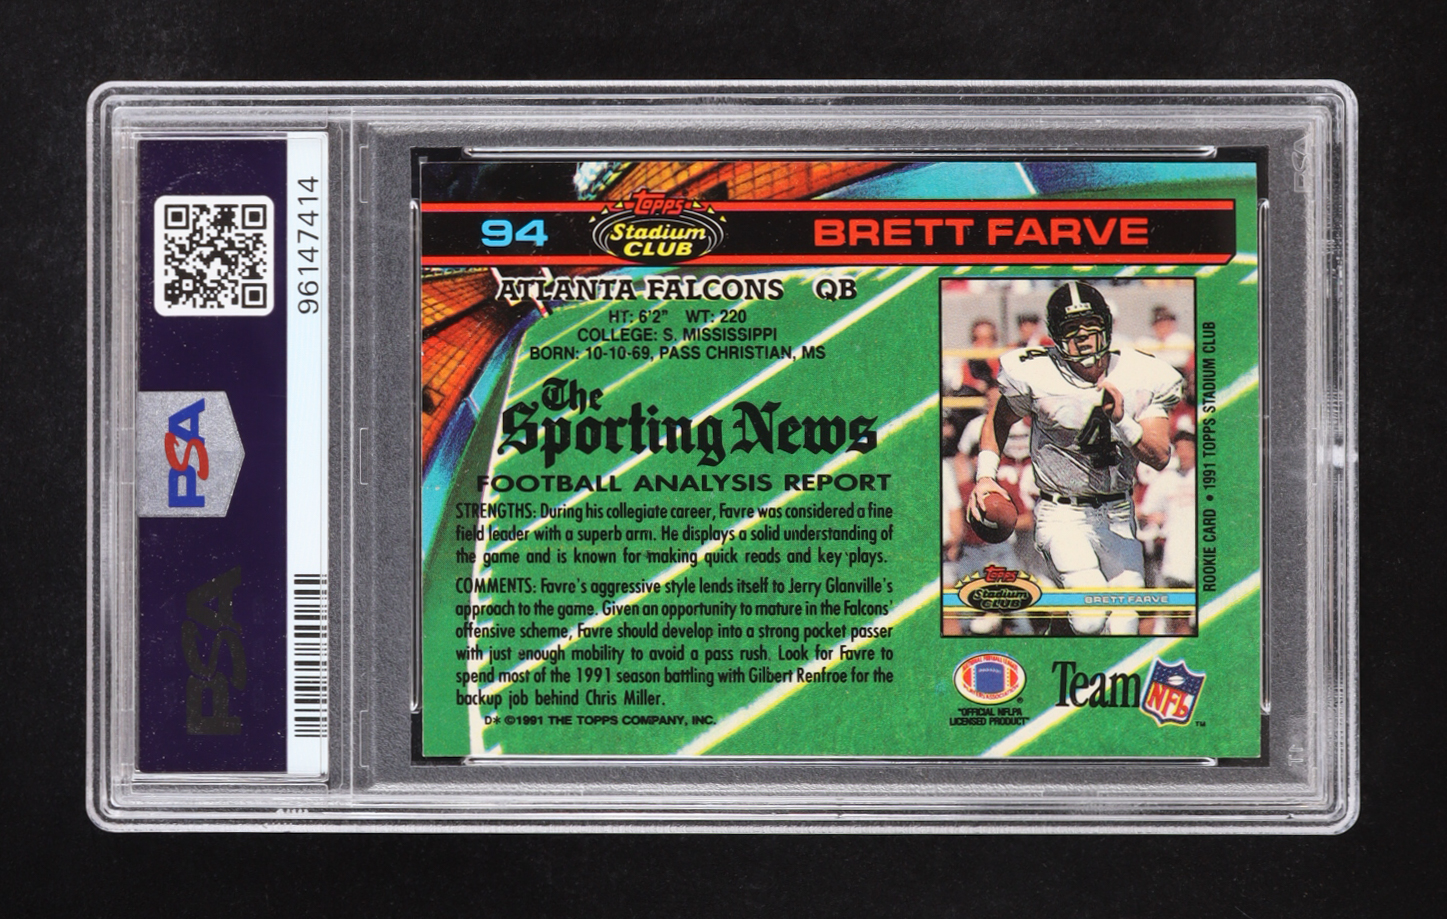 96147414
PSA
PSA
94
Topps
Stadium
CLUB
BRETT FARVE
ATLANTA FALCONS QB
HT: 6'2" WT: 220
COLLEGE: S. MISSISSIPPI
BORN: 10-10-69, PASS CHRISTIAN, MS
The
Sporting News
FOOTBALL ANALYSIS REPORT
STRENGTHS: During his collegiate career, Favre was considered a fine
field leader with a superb arm. He displays a solid understanding of
the game and is known for making quick reads and key plays.
COMMENTS: Favre's aggressive style lends itself to Jerry Glanville's
approach to the game. Given an opportunity to mature in the Falcons'
offensive scheme, Favre should develop into a strong pocket passer
with just enough mobility to avoid a pass rush. Look for Favre to
spend most of the 1991 season battling with Gilbert Renfroe for the
backup job behind Chris Miller.
D* ©1991 THE TOPPS COMPANY, INC.
4
4
Topps
Stadium
CLUB
BRETT FARVE
ROOKIE CARD • 1991 TOPPS STADIUM CLUB
"OFFICIAL NFLPA
LICENSED PRODUCT"
Team NFL
TM
PSA